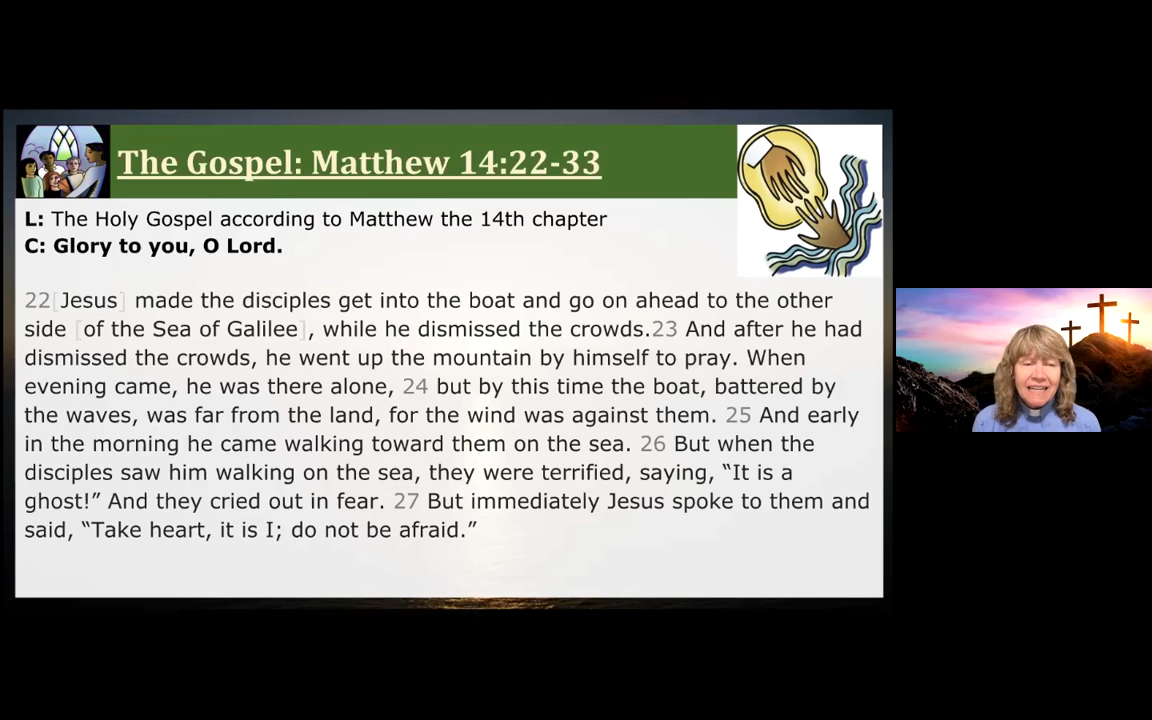 The Gospel: Matthew 14:22-33
L: The Holy Gospel according to Matthew the 14th chapter
C: Glory to you, O Lord.
22[Jesus] made the disciples get into the boat and go on ahead to the other
side [of the Sea of Galilee], while he dismissed the crowds.23 And after he had
dismissed the crowds, he went up the mountain by himself to pray. When
evening came, he was there alone, 24 but by this time the boat, battered by
the waves, was far from the land, for the wind was against them. 25 And early
in the morning he came walking toward them on the sea. 26 But when the
disciples saw him walking on the sea, they were terrified, saying, “It is a
ghost!” And they cried out in fear. 27 But immediately Jesus spoke to them and
said, “Take heart, it is I; do not be afraid.”